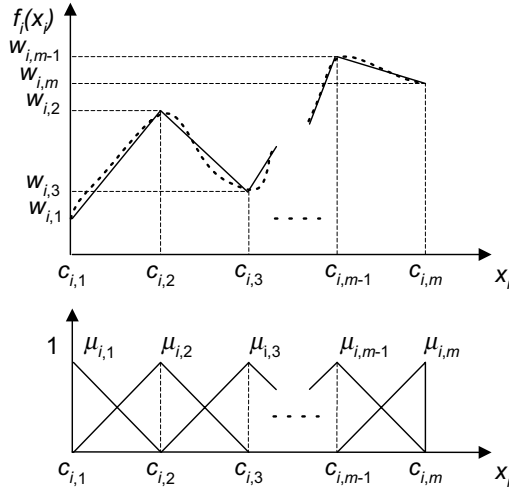 f_i(x_i)
w_{i,m-1}
w_{i,m}
w_{i,2}
w_{i,3}
w_{i,1}
c_{i,1} c_{i,2} c_{i,3} c_{i,m-1} c_{i,m} x_i
1 μ_{i,1} μ_{i,2} μ_{i,3} μ_{i,m-1} μ_{i,m}
c_{i,1} c_{i,2} c_{i,3} c_{i,m-1} c_{i,m} x_i